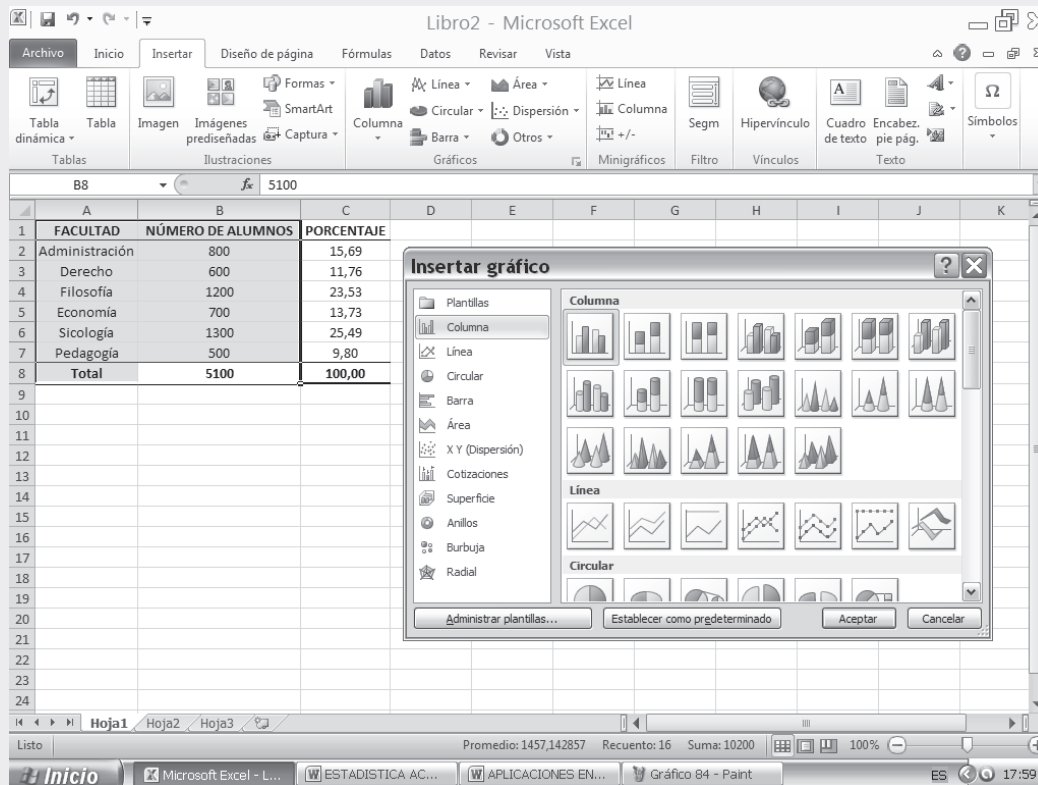 Libro2 - Microsoft Excel
Archivo Inicio Insertar Diseño de página Fórmulas Datos Revisar Vista
Tabla dinámica Tabla Imagen Imágenes prediseñadas Formas SmartArt Captura Columna Línea Circular Barra Área Dispersión Otros Línea Columna +/- Segm Hipervínculo Cuadro de texto Encabez. pie pág. Símbolos
Tablas Ilustraciones Gráficos Minigráficos Filtro Vínculos Texto
B8 fx 5100
A B C D E F G H I J K
1 FACULTAD NÚMERO DE ALUMNOS PORCENTAJE
2 Administración 800 15,69
3 Derecho 600 11,76
4 Filosofía 1200 23,53
5 Economía 700 13,73
6 Sicología 1300 25,49
7 Pedagogía 500 9,80
8 Total 5100 100,00
9
10
11
12
13
14
15
16
17
18
19
20
21
22
23
24
Insertar gráfico
Plantillas
Columna
Línea
Circular
Barra
Área
X Y (Dispersión)
Cotizaciones
Superficie
Anillos
Burbuja
Radial
Columna
Línea
Circular
Administrar plantillas... Establecer como predeterminado Aceptar Cancelar
Hoja1 Hoja2 Hoja3
Listo Promedio: 1457,142857 Recuento: 16 Suma: 10200 100%
Inicio Microsoft Excel - L... ESTADISTICA AC... APLICACIONES EN... Gráfico 84 - Paint ES 17:59